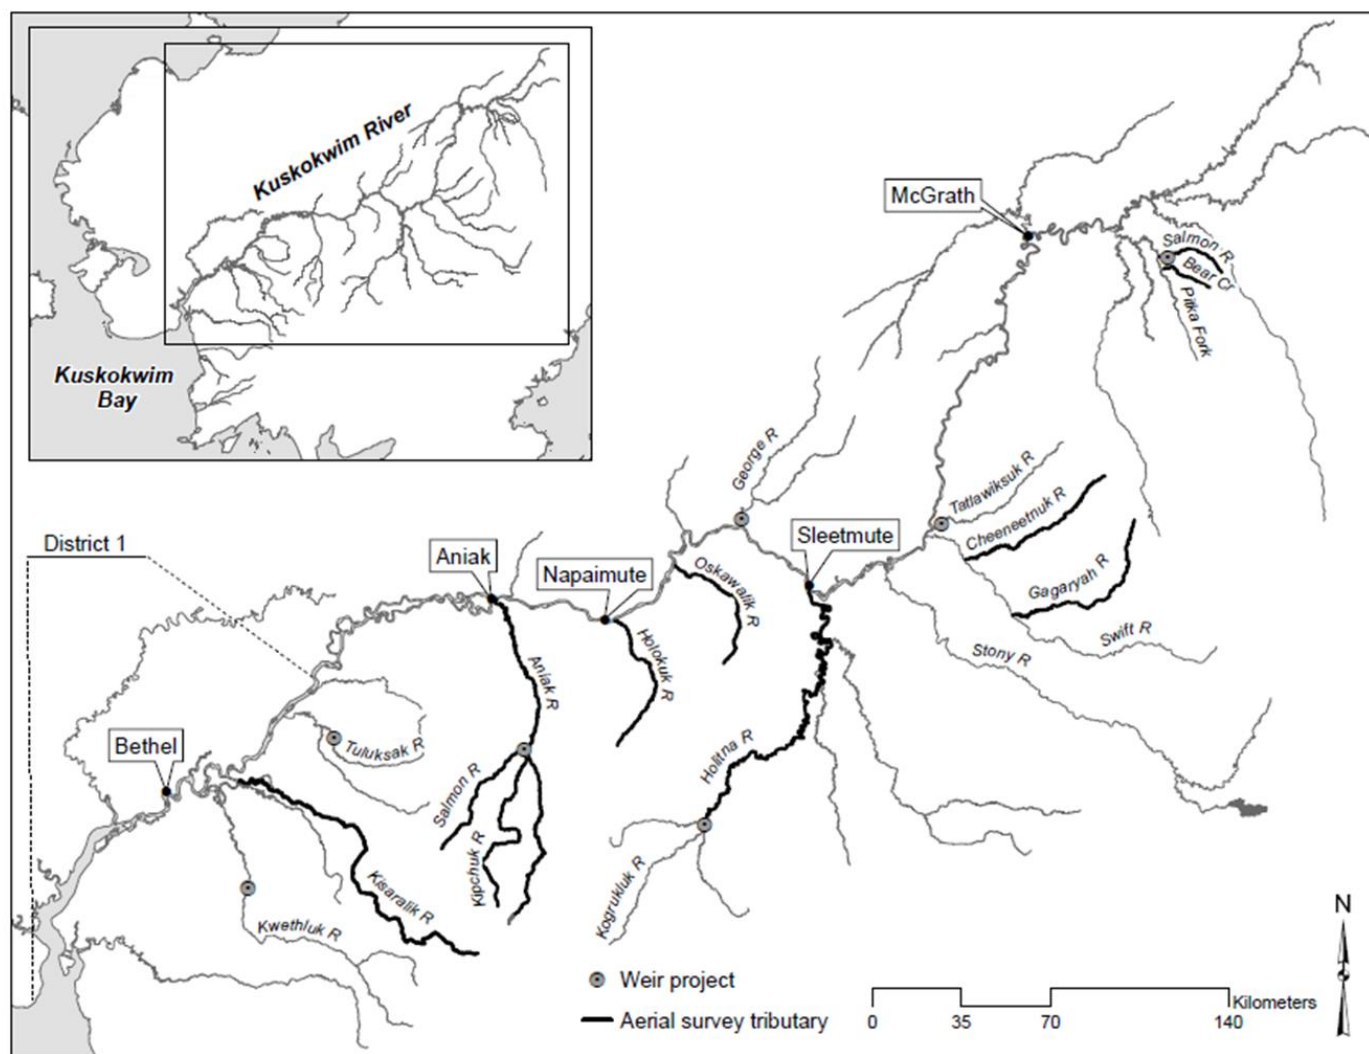 Kuskokwim River
Kuskokwim
Bay
McGrath
Salmon R
Bear Cr
Pitka Fork
George R
Tatlawiksuk R
Cheeneetnuk R
District 1
Aniak
Napaimute
Sleetmute
Oskawalik R
Gagaryah R
Swift R
Stony R
Holokuk R
Aniak R
Bethel
Tuluksak R
Holitna R
Salmon R
Kipchuk R
Kisaralik R
Kwethluk R
Kogrukluk R
N
Weir project
Aerial survey tributary
Kilometers
0 35 70 140